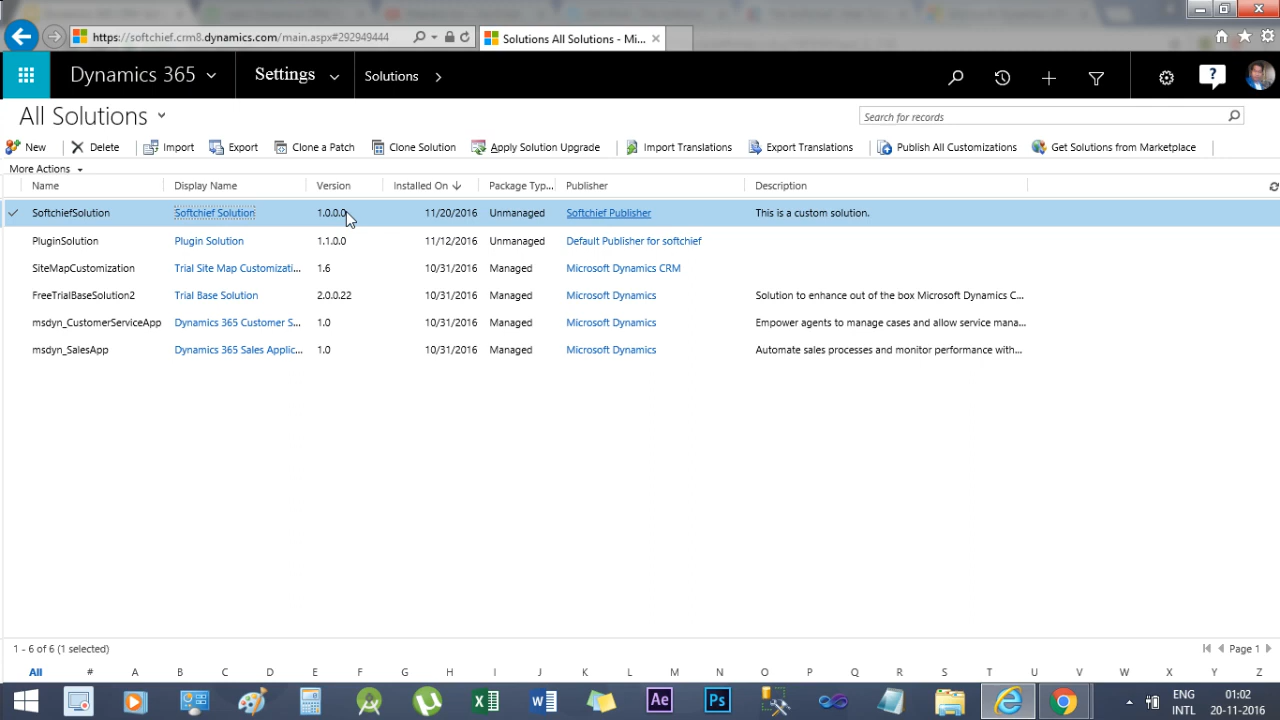 https://softchief.crm8.dynamics.com/main.aspx#292949444
Solutions All Solutions - Mi...
Dynamics 365
Settings
Solutions
?
All Solutions
Search for records
New
Delete
Import
Export
Clone a Patch
Clone Solution
Apply Solution Upgrade
Import Translations
Export Translations
Publish All Customizations
Get Solutions from Marketplace
More Actions
Name Display Name Version Installed On Package Typ... Publisher Description
SoftchiefSolution Softchief Solution 1.0.0.0 11/20/2016 Unmanaged Softchief Publisher This is a custom solution.
PluginSolution Plugin Solution 1.1.0.0 11/12/2016 Unmanaged Default Publisher for softchief
SiteMapCustomization Trial Site Map Customizati... 1.6 10/31/2016 Managed Microsoft Dynamics CRM
FreeTrialBaseSolution2 Trial Base Solution 2.0.0.22 10/31/2016 Managed Microsoft Dynamics Solution to enhance out of the box Microsoft Dynamics C...
msdyn_CustomerServiceApp Dynamics 365 Customer S... 1.0 10/31/2016 Managed Microsoft Dynamics Empower agents to manage cases and allow service mana...
msdyn_SalesApp Dynamics 365 Sales Applic... 1.0 10/31/2016 Managed Microsoft Dynamics Automate sales processes and monitor performance with...
1 - 6 of 6 (1 selected)
Page 1
All # A B C D E F G H I J K L M N O P Q R S T U V W X Y Z
Ae
Ps
ENG 01:02
INTL 20-11-2016